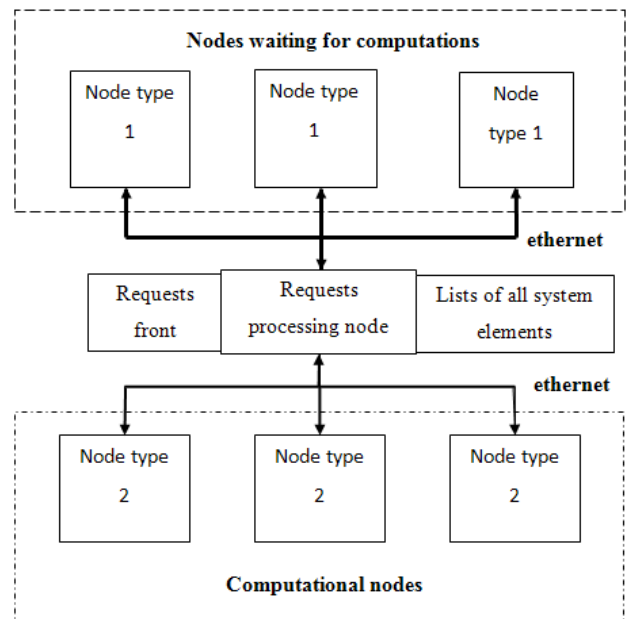 Nodes waiting for computations
Node type
1
Node type
1
Node
type 1
ethernet
Requests
front
Requests
processing node
Lists of all system
elements
ethernet
Node type
2
Node type
2
Node type
2
Computational nodes